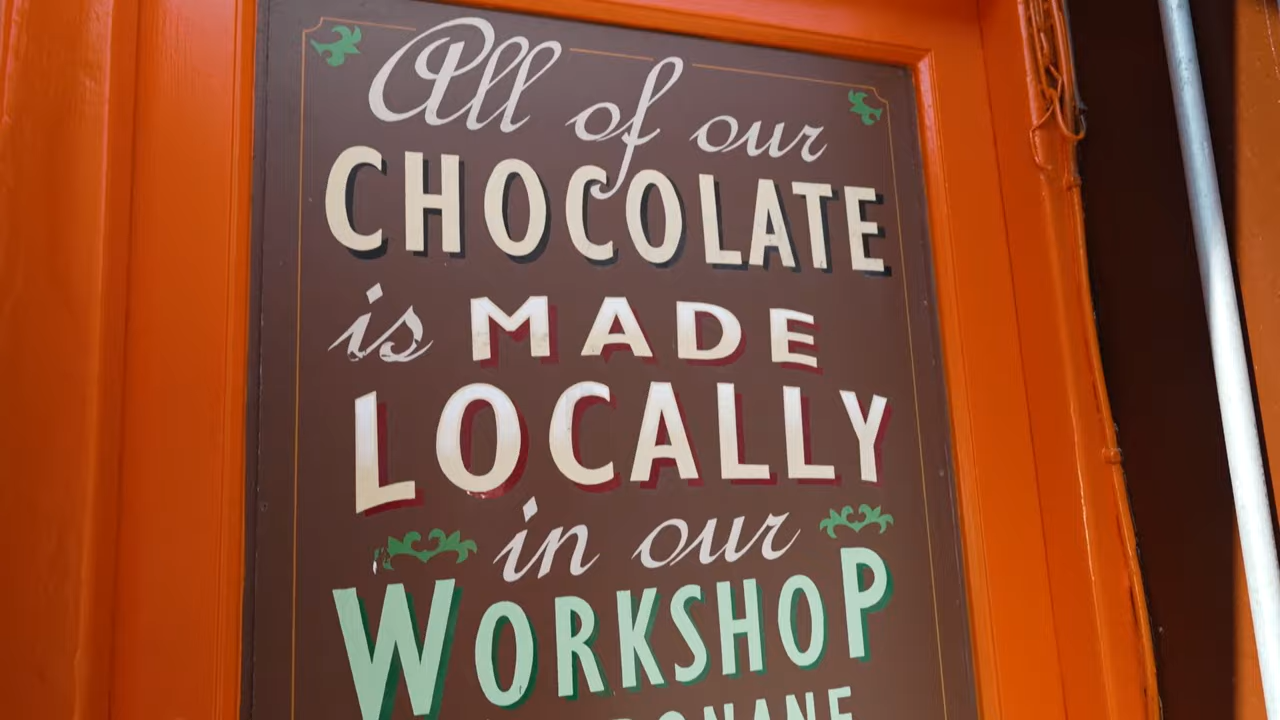 All of our
CHOCOLATE
is MADE
LOCALLY
in our
WORKSHOP